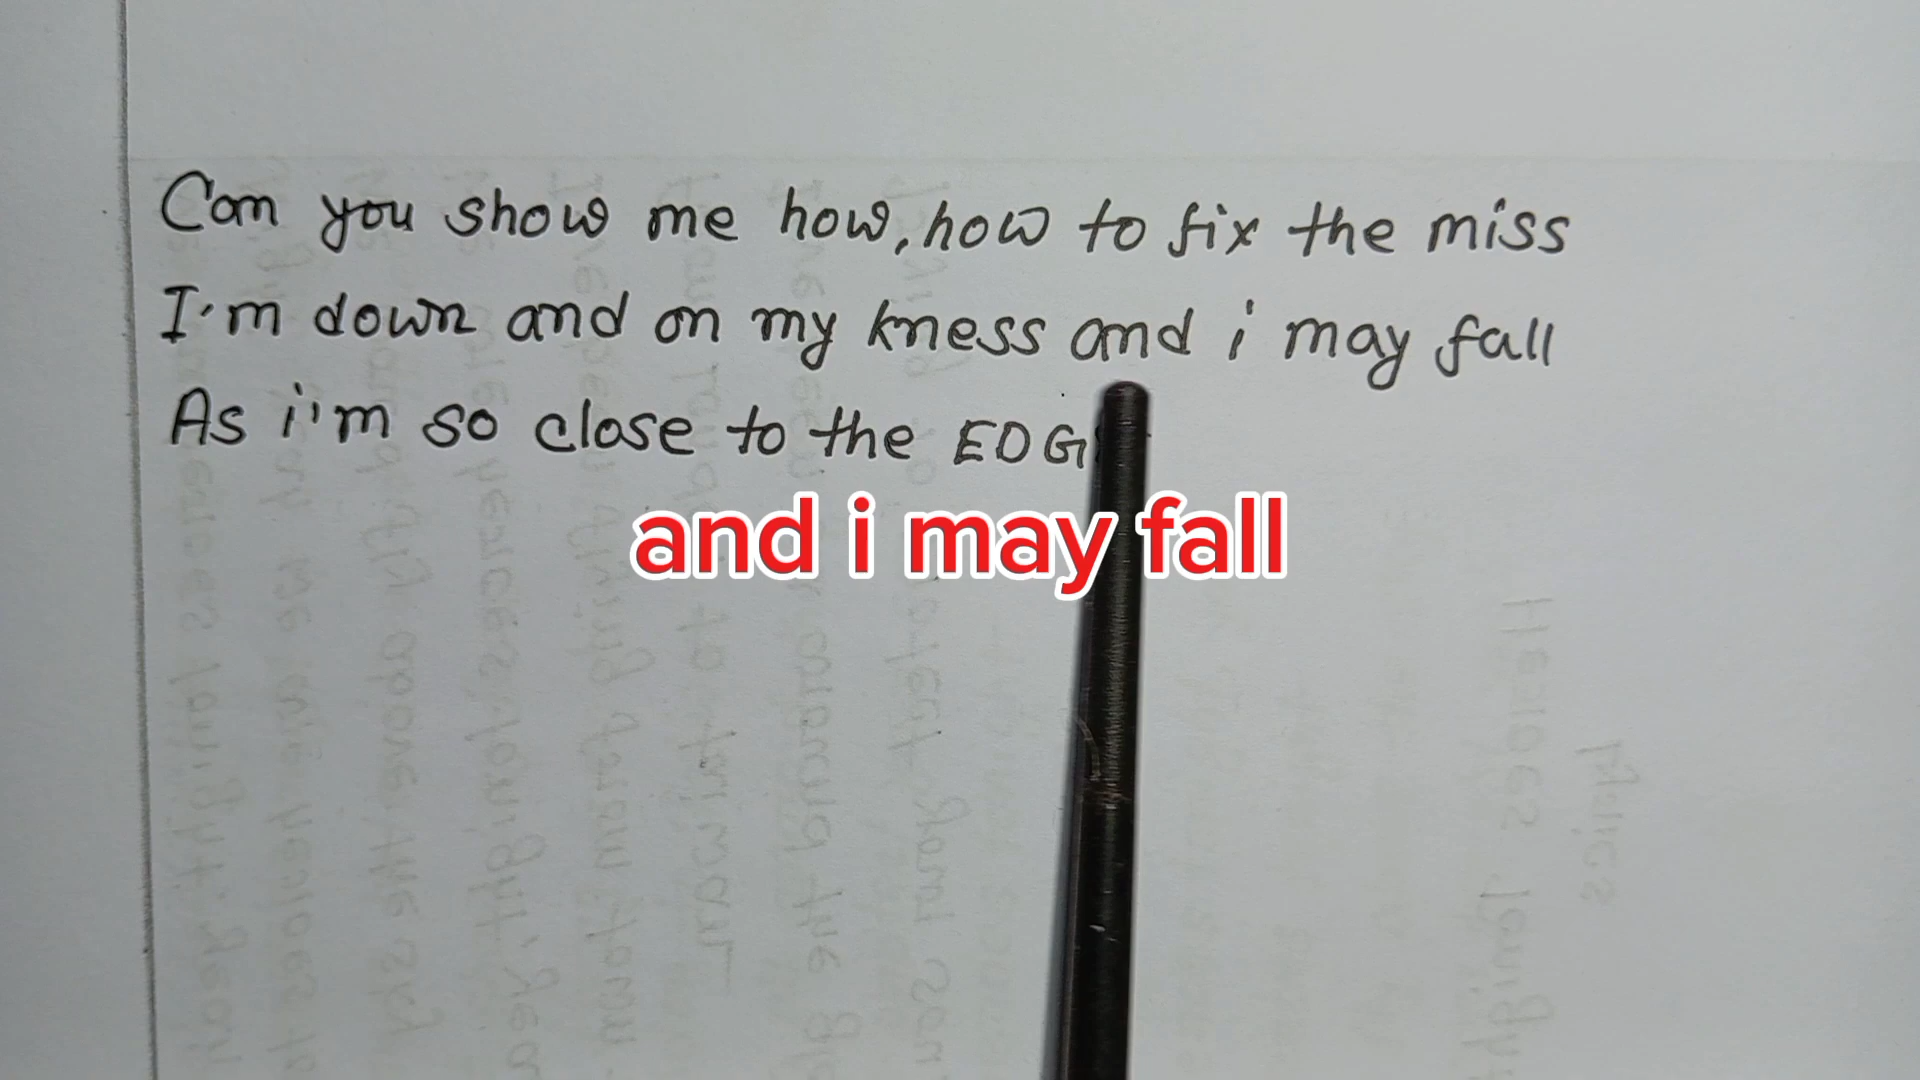 Can you show me how, how to fix the miss
I'm down and on my kness and i may fall
As i'm so close to the EDG
and i may fall